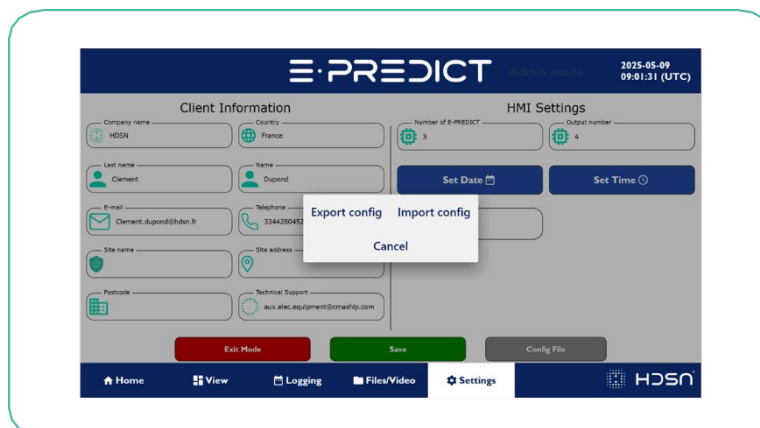 E·PREDICT
Admin mode
2025-05-09
09:01:31 (UTC)
Client Information
HMI Settings
Company name
HDSN
Country
France
Number of E-PREDICT
3
Output number
4
Last name
Clement
Name
Dupond
Set Date
Set Time
E-mail
Clement.dupond@hdsn.fr
Telephone
3344280452
Export config
Import config
Cancel
Site name
Site address
Postcode
Technical Support
aux.elec.equipment@cmaship.com
Exit Mode
Save
Config File
Home
View
Logging
Files/Video
Settings
HDSN